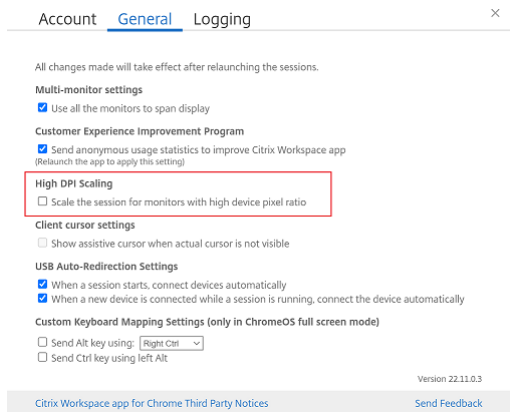 Account General Logging
All changes made will take effect after relaunching the sessions.
Multi-monitor settings
Use all the monitors to span display
Customer Experience Improvement Program
Send anonymous usage statistics to improve Citrix Workspace app
(Relaunch the app to apply this setting)
High DPI Scaling
Scale the session for monitors with high device pixel ratio
Client cursor settings
Show assistive cursor when actual cursor is not visible
USB Auto-Redirection Settings
When a session starts, connect devices automatically
When a new device is connected while a session is running, connect the device automatically
Custom Keyboard Mapping Settings (only in ChromeOS full screen mode)
Send Alt key using: Right Ctrl
Send Ctrl key using left Alt
Version 22.11.0.3
Citrix Workspace app for Chrome Third Party Notices Send Feedback